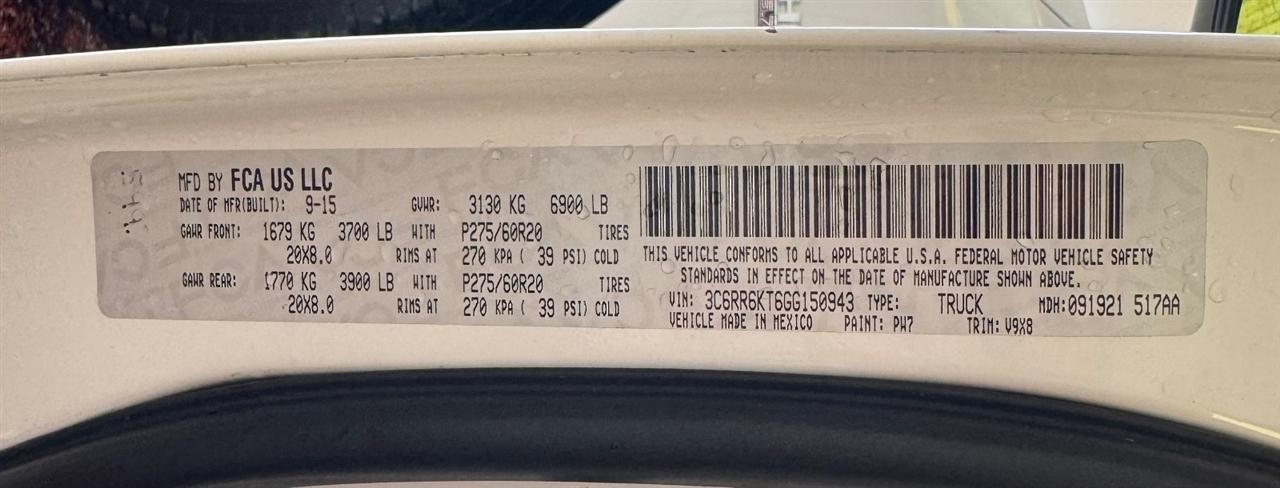 MFD BY FCA US LLC
DATE OF MFR(BUILT): 9-15 GVWR: 3130 KG 6900 LB
GAWR FRONT: 1679 KG 3700 LB WITH P275/60R20 TIRES
20X8.0 RIMS AT 270 KPA ( 39 PSI) COLD
GAWR REAR: 1770 KG 3900 LB WITH P275/60R20 TIRES
20X8.0 RIMS AT 270 KPA ( 39 PSI) COLD
THIS VEHICLE CONFORMS TO ALL APPLICABLE U.S.A. FEDERAL MOTOR VEHICLE SAFETY
STANDARDS IN EFFECT ON THE DATE OF MANUFACTURE SHOWN ABOVE.
VIN: 3C6RR6KT6GG150943 TYPE: TRUCK MDH:091921 517AA
VEHICLE MADE IN MEXICO PAINT: PW7 TRIM: V9X8